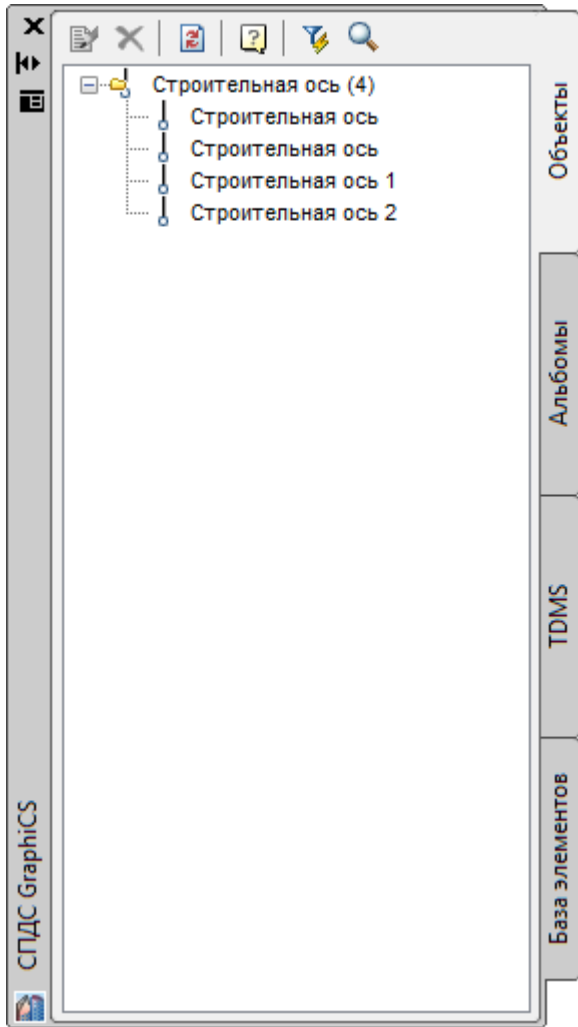 Строительная ось (4)
Строительная ось
Строительная ось
Строительная ось 1
Строительная ось 2
Объекты
Альбомы
TDMS
База элементов
СПДС GraphiCS